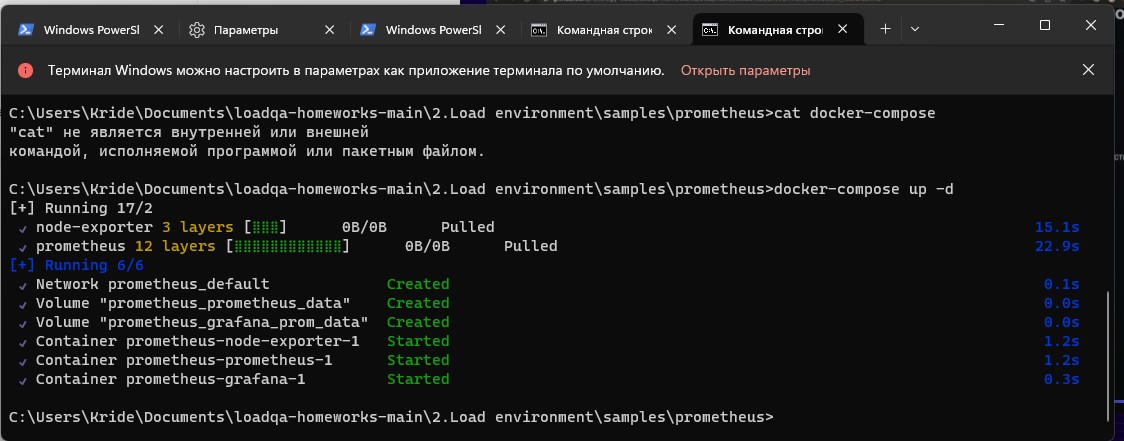 Windows PowerSl
Параметры
Windows PowerSl
Командная строк
Командная строк
Терминал Windows можно настроить в параметрах как приложение терминала по умолчанию. Открыть параметры
C:\Users\Kride\Documents\loadqa-homeworks-main\2.Load environment\samples\prometheus>cat docker-compose
"cat" не является внутренней или внешней
командой, исполняемой программой или пакетным файлом.
C:\Users\Kride\Documents\loadqa-homeworks-main\2.Load environment\samples\prometheus>docker-compose up -d
[+] Running 17/2
✓ node-exporter 3 layers [⣿⣿⣿] 0B/0B Pulled 15.1s
✓ prometheus 12 layers [⣿⣿⣿⣿⣿⣿⣿⣿⣿⣿⣿⣿] 0B/0B Pulled 22.9s
[+] Running 6/6
✓ Network prometheus_default Created 0.1s
✓ Volume "prometheus_prometheus_data" Created 0.0s
✓ Volume "prometheus_grafana_prom_data" Created 0.0s
✓ Container prometheus-node-exporter-1 Started 1.2s
✓ Container prometheus-prometheus-1 Started 1.2s
✓ Container prometheus-grafana-1 Started 0.3s
C:\Users\Kride\Documents\loadqa-homeworks-main\2.Load environment\samples\prometheus>